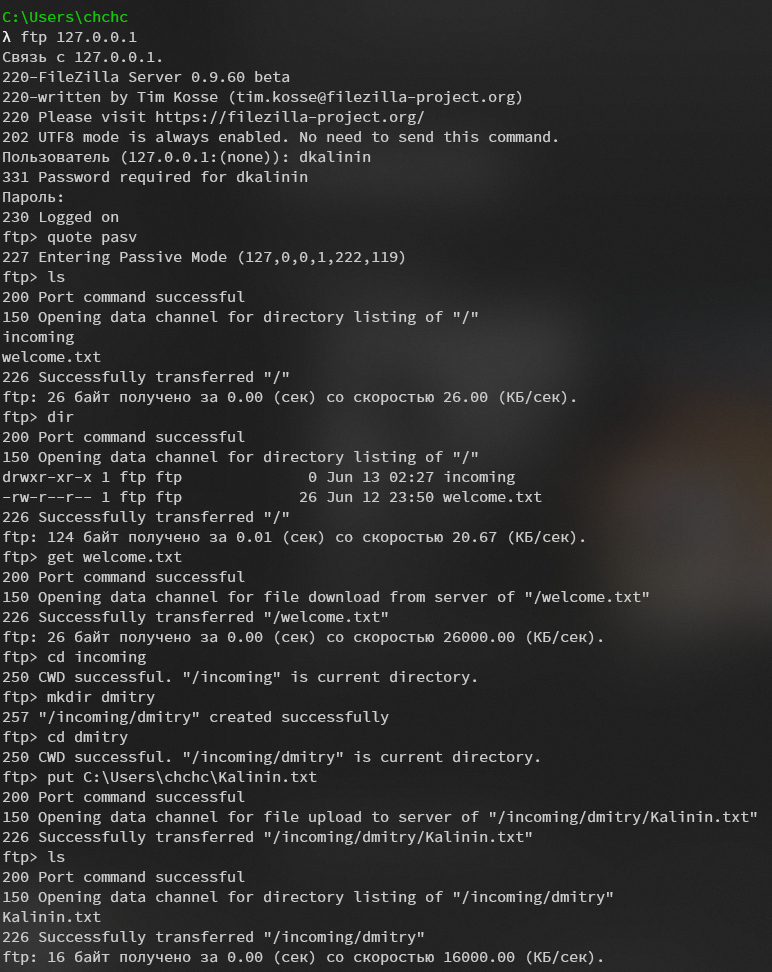 C:\Users\chchc
λ ftp 127.0.0.1
Связь с 127.0.0.1.
220-FileZilla Server 0.9.60 beta
220-written by Tim Kosse (tim.kosse@filezilla-project.org)
220 Please visit https://filezilla-project.org/
202 UTF8 mode is always enabled. No need to send this command.
Пользователь (127.0.0.1:(none)): dkalinin
331 Password required for dkalinin
Пароль:
230 Logged on
ftp> quote pasv
227 Entering Passive Mode (127,0,0,1,222,119)
ftp> ls
200 Port command successful
150 Opening data channel for directory listing of "/"
incoming
welcome.txt
226 Successfully transferred "/"
ftp: 26 байт получено за 0.00 (сек) со скоростью 26.00 (КБ/сек).
ftp> dir
200 Port command successful
150 Opening data channel for directory listing of "/"
drwxr-xr-x 1 ftp ftp              0 Jun 13 02:27 incoming
-rw-r--r-- 1 ftp ftp             26 Jun 12 23:50 welcome.txt
226 Successfully transferred "/"
ftp: 124 байт получено за 0.01 (сек) со скоростью 20.67 (КБ/сек).
ftp> get welcome.txt
200 Port command successful
150 Opening data channel for file download from server of "/welcome.txt"
226 Successfully transferred "/welcome.txt"
ftp: 26 байт получено за 0.00 (сек) со скоростью 26000.00 (КБ/сек).
ftp> cd incoming
250 CWD successful. "/incoming" is current directory.
ftp> mkdir dmitry
257 "/incoming/dmitry" created successfully
ftp> cd dmitry
250 CWD successful. "/incoming/dmitry" is current directory.
ftp> put C:\Users\chchc\Kalinin.txt
200 Port command successful
150 Opening data channel for file upload to server of "/incoming/dmitry/Kalinin.txt"
226 Successfully transferred "/incoming/dmitry/Kalinin.txt"
ftp> ls
200 Port command successful
150 Opening data channel for directory listing of "/incoming/dmitry"
Kalinin.txt
226 Successfully transferred "/incoming/dmitry"
ftp: 16 байт получено за 0.00 (сек) со скоростью 16000.00 (КБ/сек).